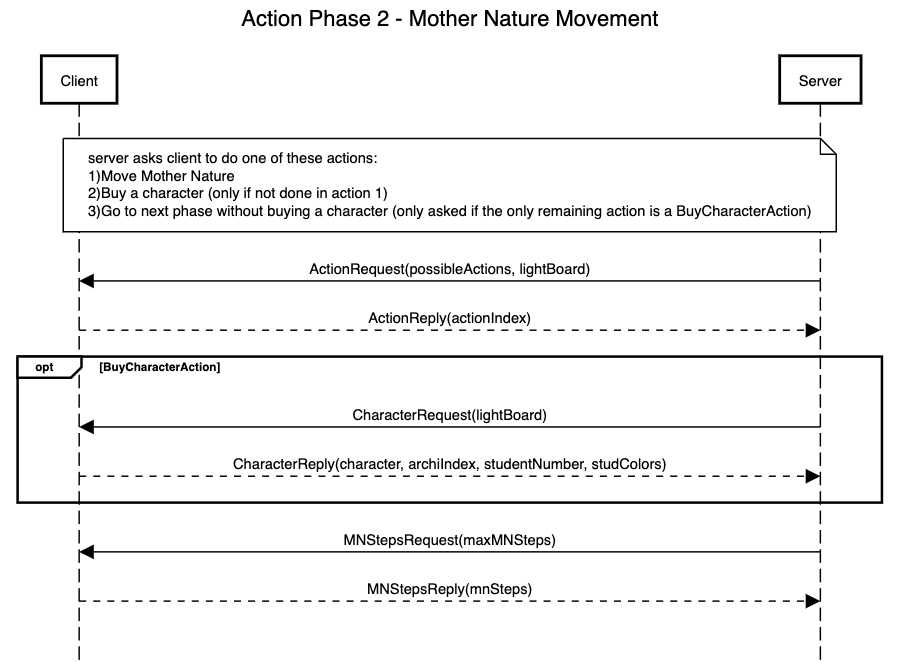 Action Phase 2 - Mother Nature Movement
Client
Server
server asks client to do one of these actions:
1)Move Mother Nature
2)Buy a character (only if not done in action 1)
3)Go to next phase without buying a character (only asked if the only remaining action is a BuyCharacterAction)
ActionRequest(possibleActions, lightBoard)
ActionReply(actionIndex)
opt
[BuyCharacterAction]
CharacterRequest(lightBoard)
CharacterReply(character, archiIndex, studentNumber, studColors)
MNStepsRequest(maxMNSteps)
MNStepsReply(mnSteps)